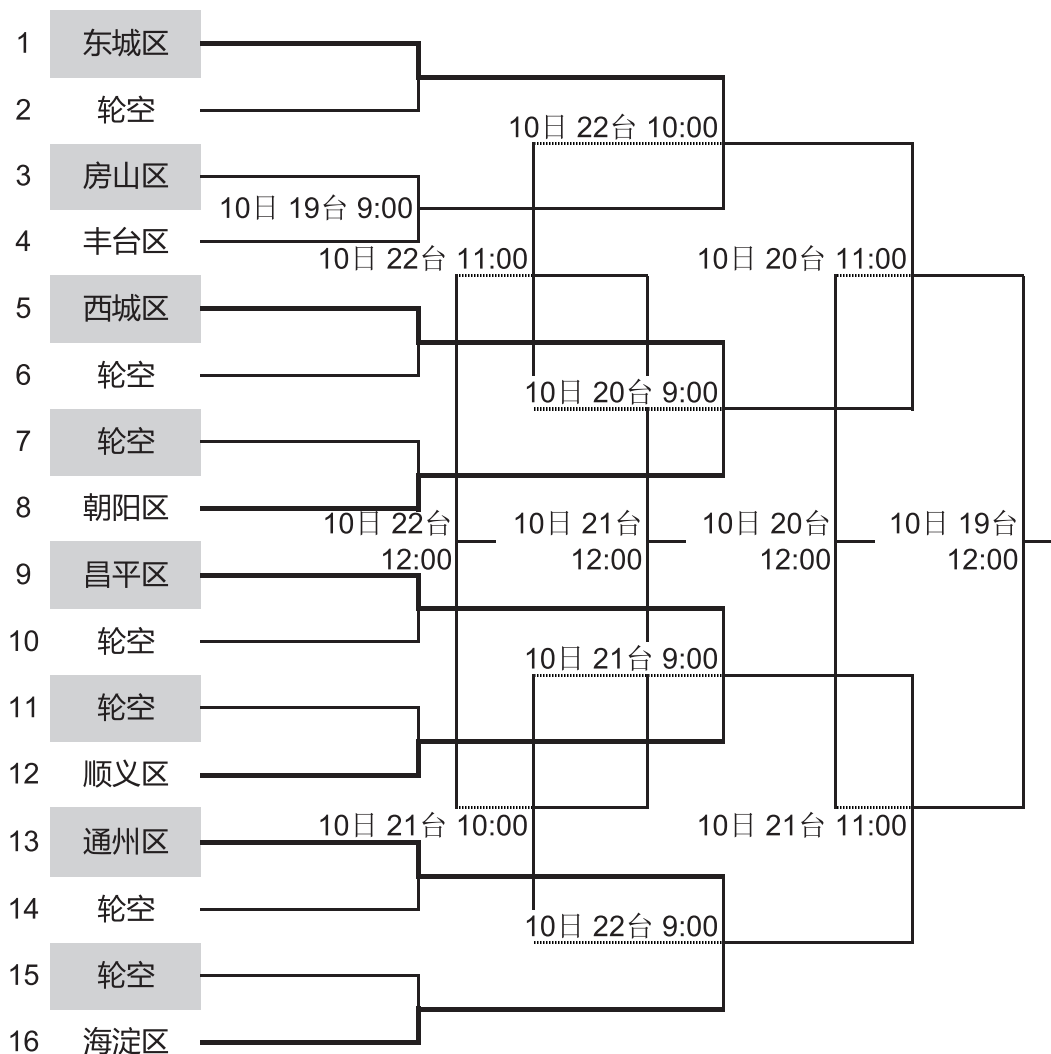 1 东城区
2 轮空
10日 22台 10:00
3 房山区
10日 19台 9:00
4 丰台区
10日 22台 11:00
10日 20台 11:00
5 西城区
6 轮空
10日 20台 9:00
7 轮空
8 朝阳区
10日 22台
12:00
10日 21台
12:00
10日 20台
12:00
10日 19台
12:00
9 昌平区
10 轮空
10日 21台 9:00
11 轮空
12 顺义区
10日 21台 10:00
10日 21台 11:00
13 通州区
14 轮空
10日 22台 9:00
15 轮空
16 海淀区